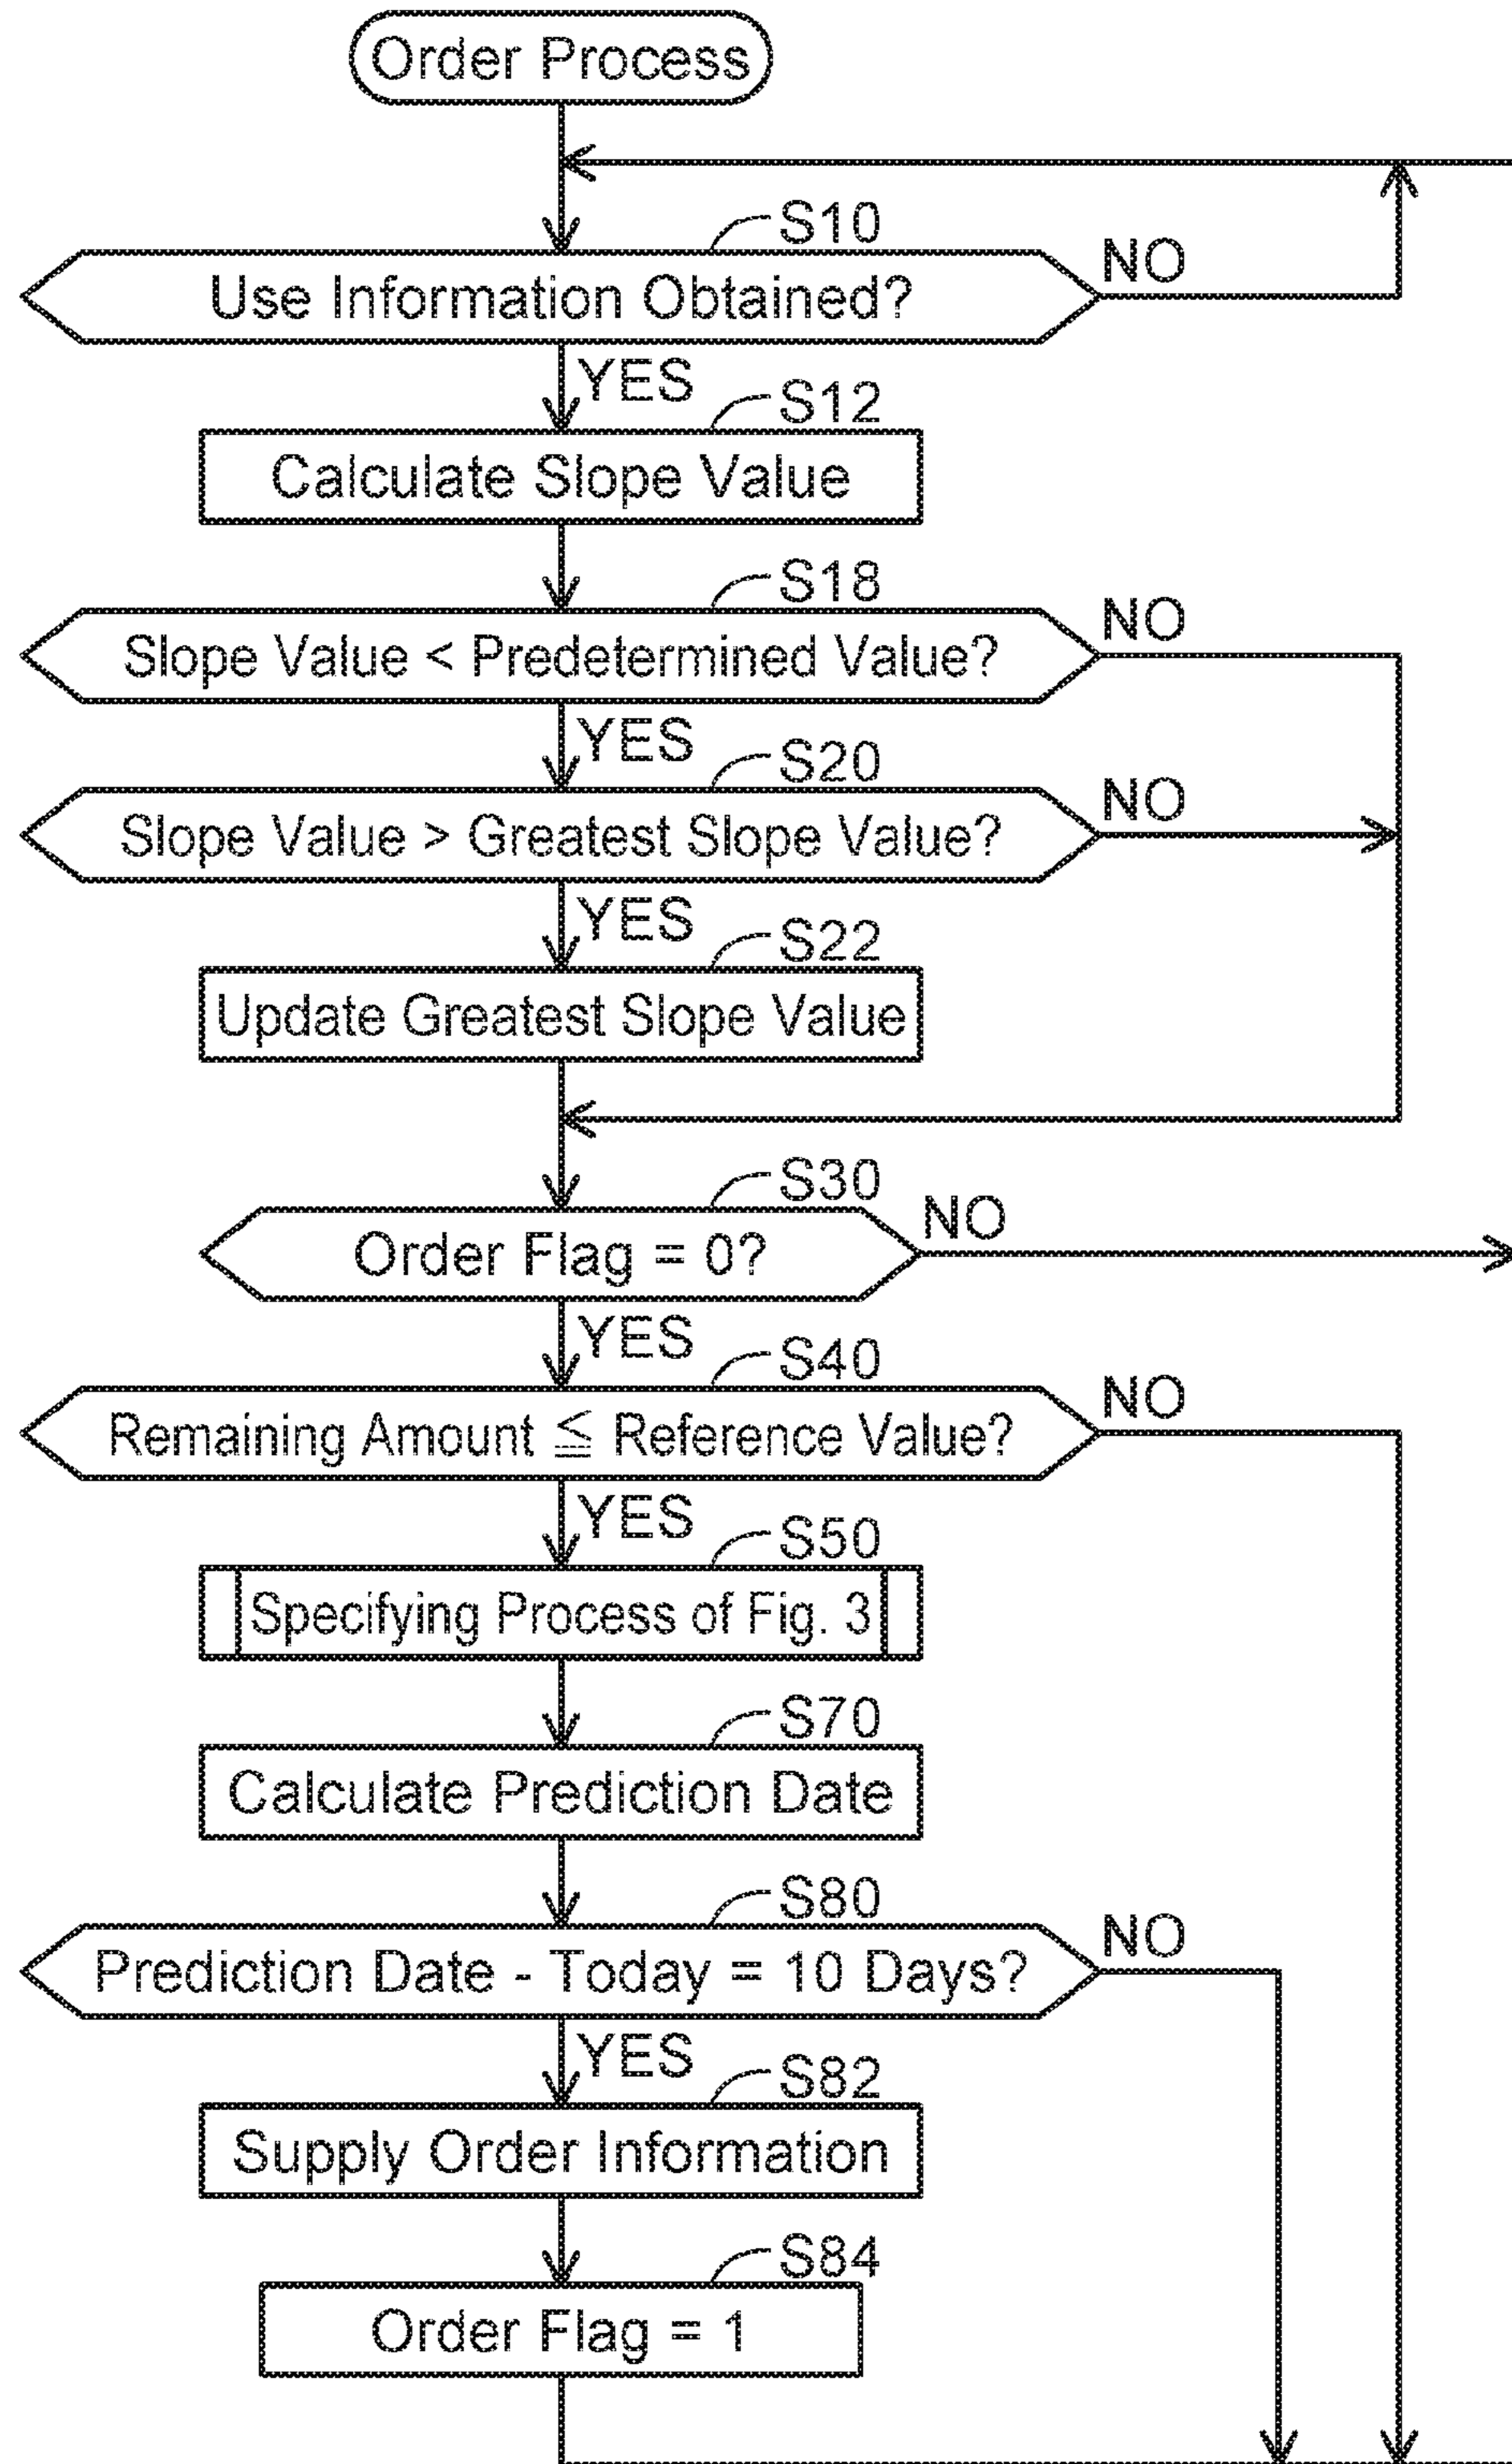 Order Process
S10
Use Information Obtained?
NO
YES
S12
Calculate Slope Value
S18
Slope Value < Predetermined Value?
NO
YES
S20
Slope Value > Greatest Slope Value?
NO
YES
S22
Update Greatest Slope Value
S30
Order Flag = 0?
NO
YES
S40
Remaining Amount ≦ Reference Value?
NO
YES
S50
Specifying Process of Fig. 3
S70
Calculate Prediction Date
S80
Prediction Date - Today = 10 Days?
NO
YES
S82
Supply Order Information
S84
Order Flag = 1